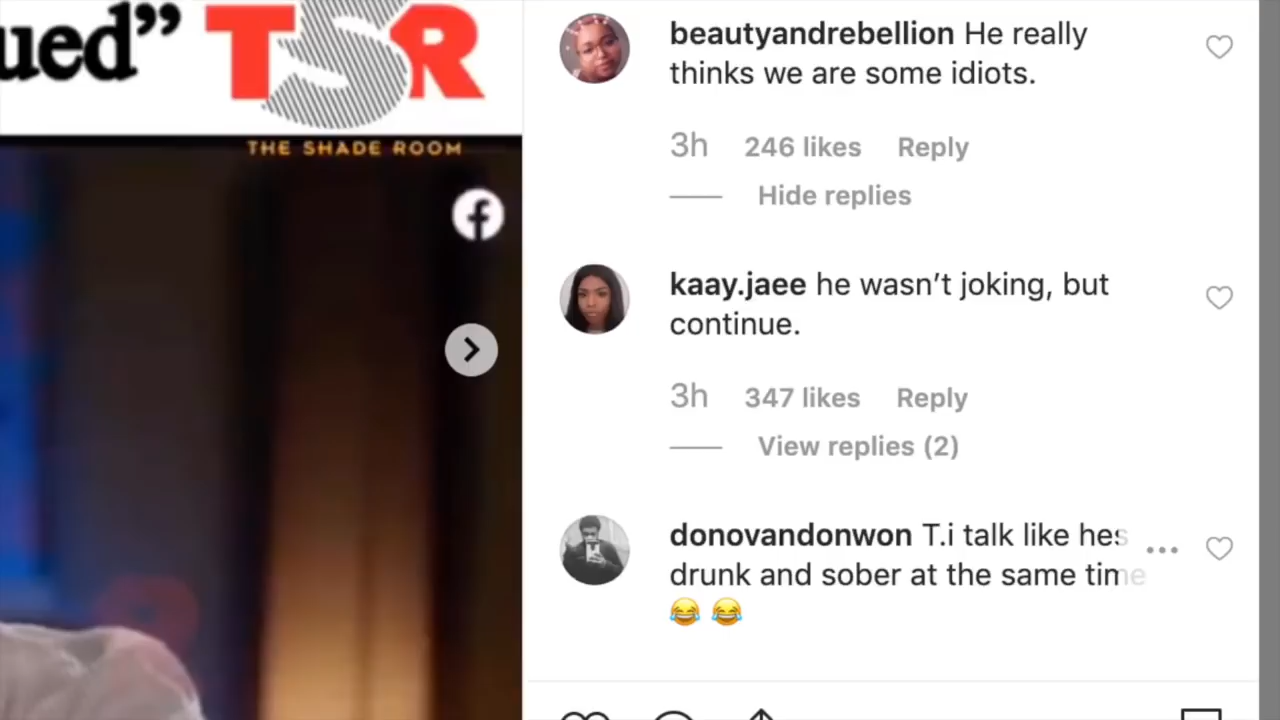 ued”
TSR
THE SHADE ROOM
beautyandrebellion He really
thinks we are some idiots.
3h 246 likes Reply
Hide replies
kaay.jaee he wasn’t joking, but
continue.
3h 347 likes Reply
View replies (2)
donovandonwon T.i talk like hes
drunk and sober at the same time
😂 😂